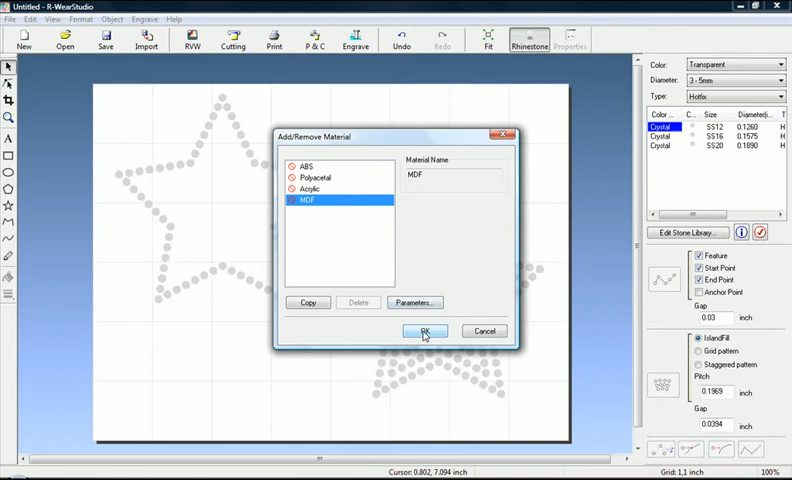 Untitled - R-WearStudio
File Edit View Format Object Engrave Help
New Open Save Import RVW Cutting Print P & C Engrave Undo Redo Fit Rhinestone Properties
Color: Transparent
Diameter: 3 - 5mm
Type: Hotfix
Color ... C... Size Diameter(i...
Crystal SS12 0.1260 H
Crystal SS16 0.1575 H
Crystal SS20 0.1890 H
Edit Stone Library...
Feature
Start Point
End Point
Anchor Point
Gap
0.03 inch
IslandFill
Grid pattern
Staggered pattern
Pitch
0.1969 inch
Gap
0.0394 inch
Add/Remove Material
ABS
Polyacetal
Acrylic
MDF
Material Name
MDF
Copy Delete Parameters...
OK Cancel
Cursor: 0.802, 7.094 inch
Grid: 1,1 inch 100%